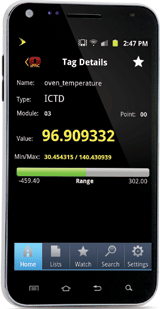 2:47 PM
Tag Details
Name: oven_temperature
Type: ICTD
Module: 03 Point: 00
Value: 96.909332
Min/Max: 30.454315 / 140.430939
-459.40 Range 302.00
Home Lists Watch Search Settings